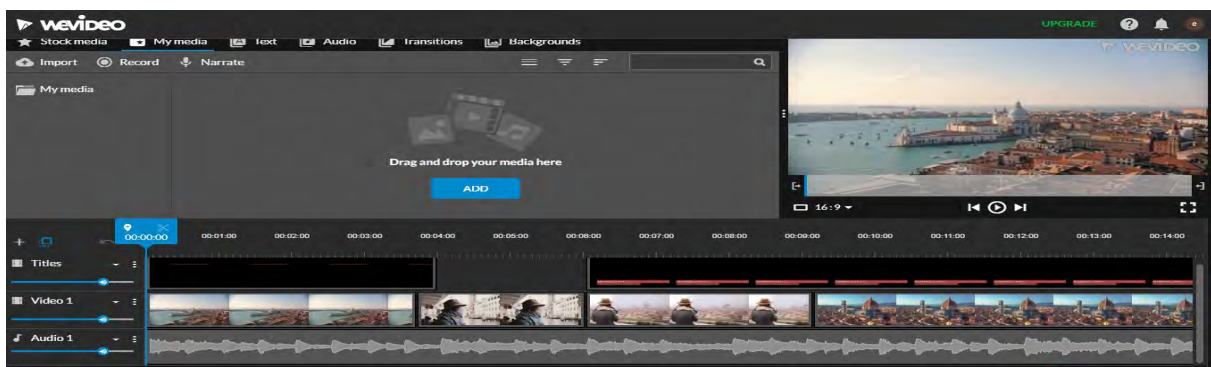 WeVideo
UPGRADE
e
Stock media My media Text Audio Transitions Backgrounds
WeVideo
Import Record Narrate
My media
Drag and drop your media here
ADD
16:9
00:00:00 00:01:00 00:02:00 00:03:00 00:04:00 00:05:00 00:06:00 00:07:00 00:08:00 00:09:00 00:10:00 00:11:00 00:12:00 00:13:00 00:14:00
Titles
Video 1
Audio 1